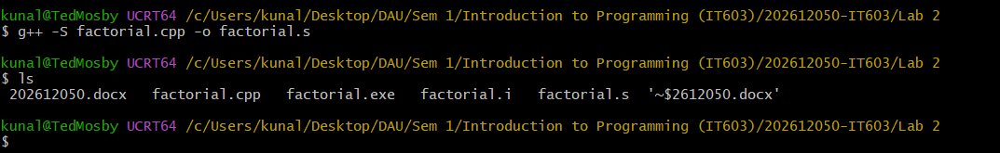 kunal@TedMosby UCRT64 /c/Users/kunal/Desktop/DAU/Sem 1/Introduction to Programming (IT603)/202612050-IT603/Lab 2
$ g++ -S factorial.cpp -o factorial.s
kunal@TedMosby UCRT64 /c/Users/kunal/Desktop/DAU/Sem 1/Introduction to Programming (IT603)/202612050-IT603/Lab 2
$ ls
202612050.docx   factorial.cpp   factorial.exe   factorial.i   factorial.s  '~$2612050.docx'
kunal@TedMosby UCRT64 /c/Users/kunal/Desktop/DAU/Sem 1/Introduction to Programming (IT603)/202612050-IT603/Lab 2
$